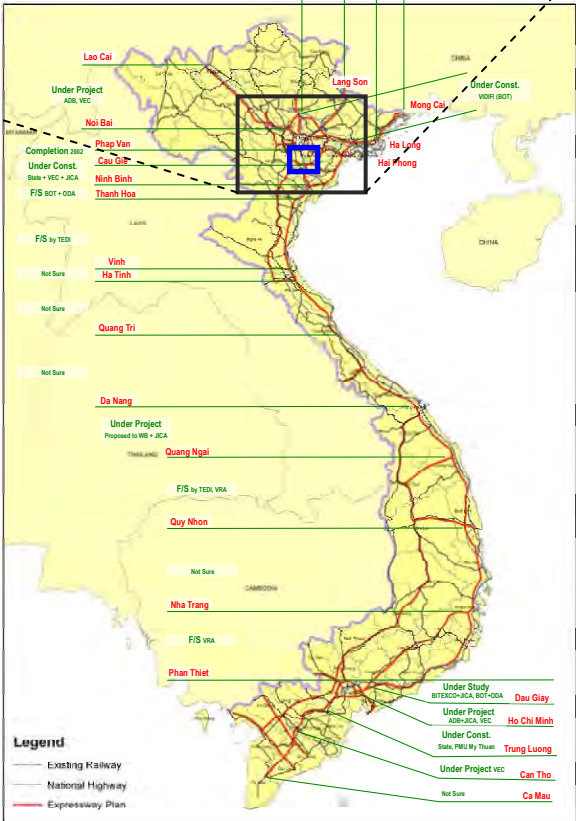 Lao Cai
CHINA
Lang Son
Under Project
ADB, VEC
Under Const.
VIDIFI (BOT)
Mong Cai
Noi Bai
MYANMAR
Phap Van
Ha Long
Completion 2002
Cau Gie
Hai Phong
Under Const.
State + VEC + JICA
Ninh Binh
F/S BOT + ODA
Thanh Hoa
LAOS
F/S by TEDI
CHINA
Vinh
Not Sure
Ha Tinh
Not Sure
Quang Tri
Not Sure
Da Nang
Under Project
Proposed to WB + JICA
THAILAND
Quang Ngai
F/S by TEDI, VRA
Quy Nhon
Not Sure
CAMBODIA
Nha Trang
F/S VRA
Phan Thiet
Under Study
BITEXCO+JICA, BOT+ODA
Dau Giay
Under Project
ADB+JICA, VEC
Ho Chi Minh
Under Const.
State, PMU My Thuan
Trung Luong
Under Project VEC
Can Tho
Not Sure
Ca Mau
Legend
Existing Railway
National Highway
Expressway Plan